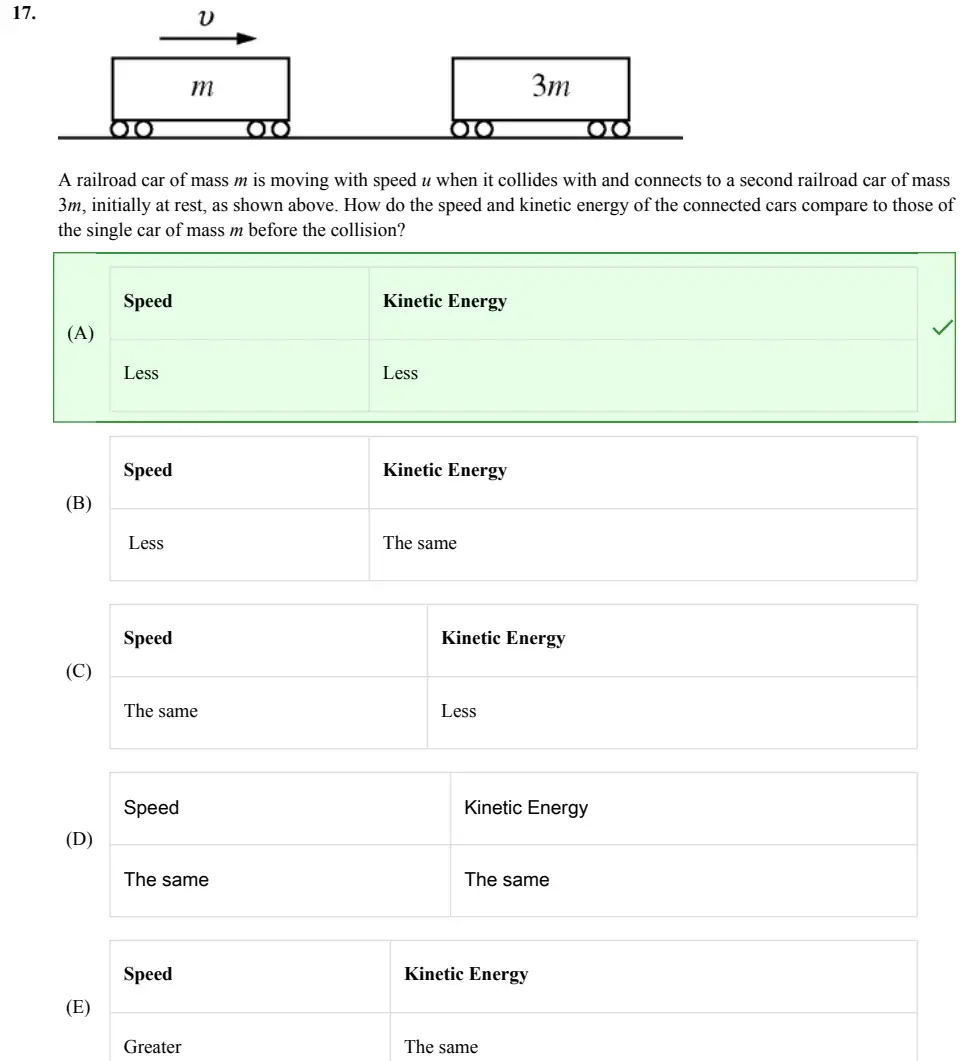 17.
υ
m
3m
A railroad car of mass m is moving with speed u when it collides with and connects to a second railroad car of mass
3m, initially at rest, as shown above. How do the speed and kinetic energy of the connected cars compare to those of
the single car of mass m before the collision?
(A)
Speed Kinetic Energy
Less Less
(B)
Speed Kinetic Energy
Less The same
(C)
Speed Kinetic Energy
The same Less
(D)
Speed Kinetic Energy
The same The same
(E)
Speed Kinetic Energy
Greater The same